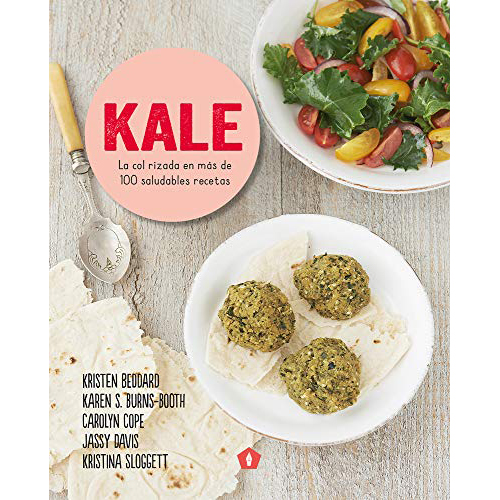 KALE
La col rizada en más de
100 saludables recetas
KRISTEN BEDDARD
KAREN S. BURNS-BOOTH
CAROLYN COPE
JASSY DAVIS
KRISTINA SLOGGETT